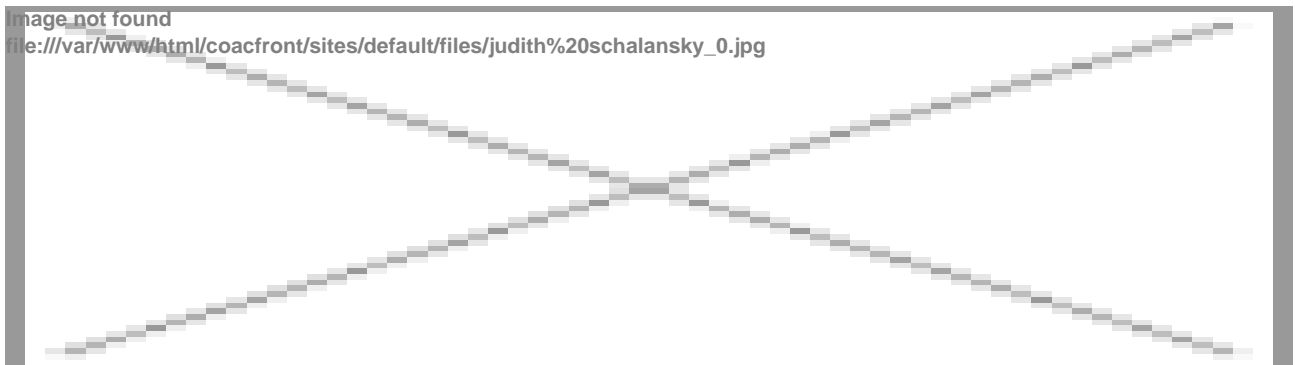 Image not found
file:///var/www/html/coacfront/sites/default/files/judith%20schalansky_0.jpg